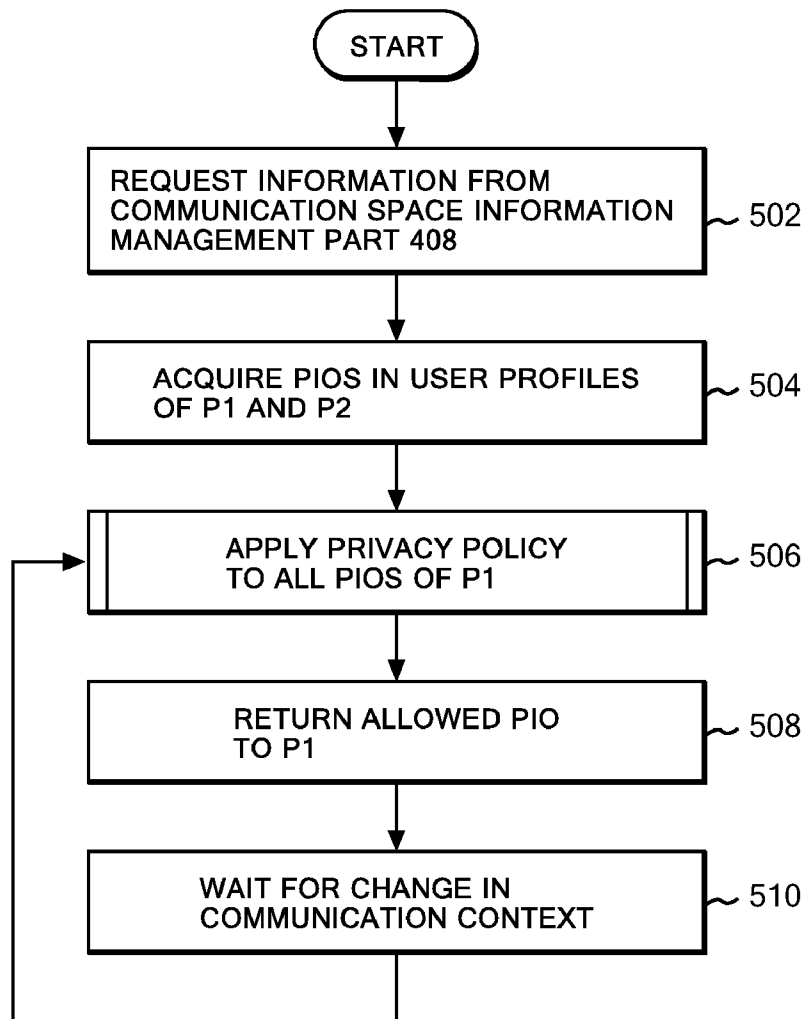 START
REQUEST INFORMATION FROM
COMMUNICATION SPACE INFORMATION
MANAGEMENT PART 408
502
ACQUIRE PIOS IN USER PROFILES
OF P1 AND P2
504
APPLY PRIVACY POLICY
TO ALL PIOS OF P1
506
RETURN ALLOWED PIO
TO P1
508
WAIT FOR CHANGE IN
COMMUNICATION CONTEXT
510